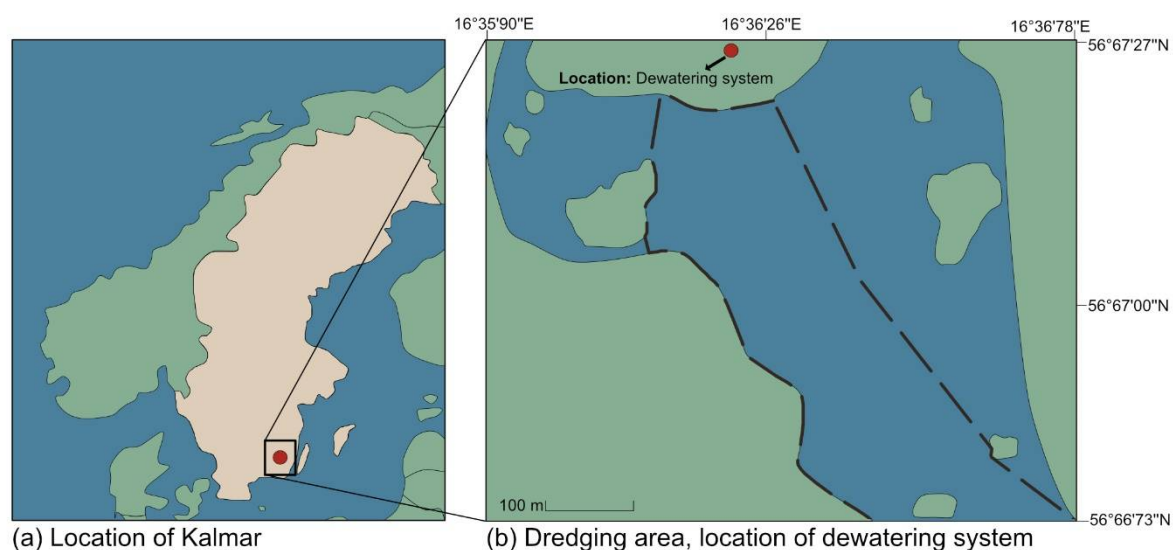 16°35'90"E
16°36'26"E
16°36'78"E
56°67'27"N
Location: Dewatering system
56°67'00"N
100 m
56°66'73"N
(a) Location of Kalmar
(b) Dredging area, location of dewatering system